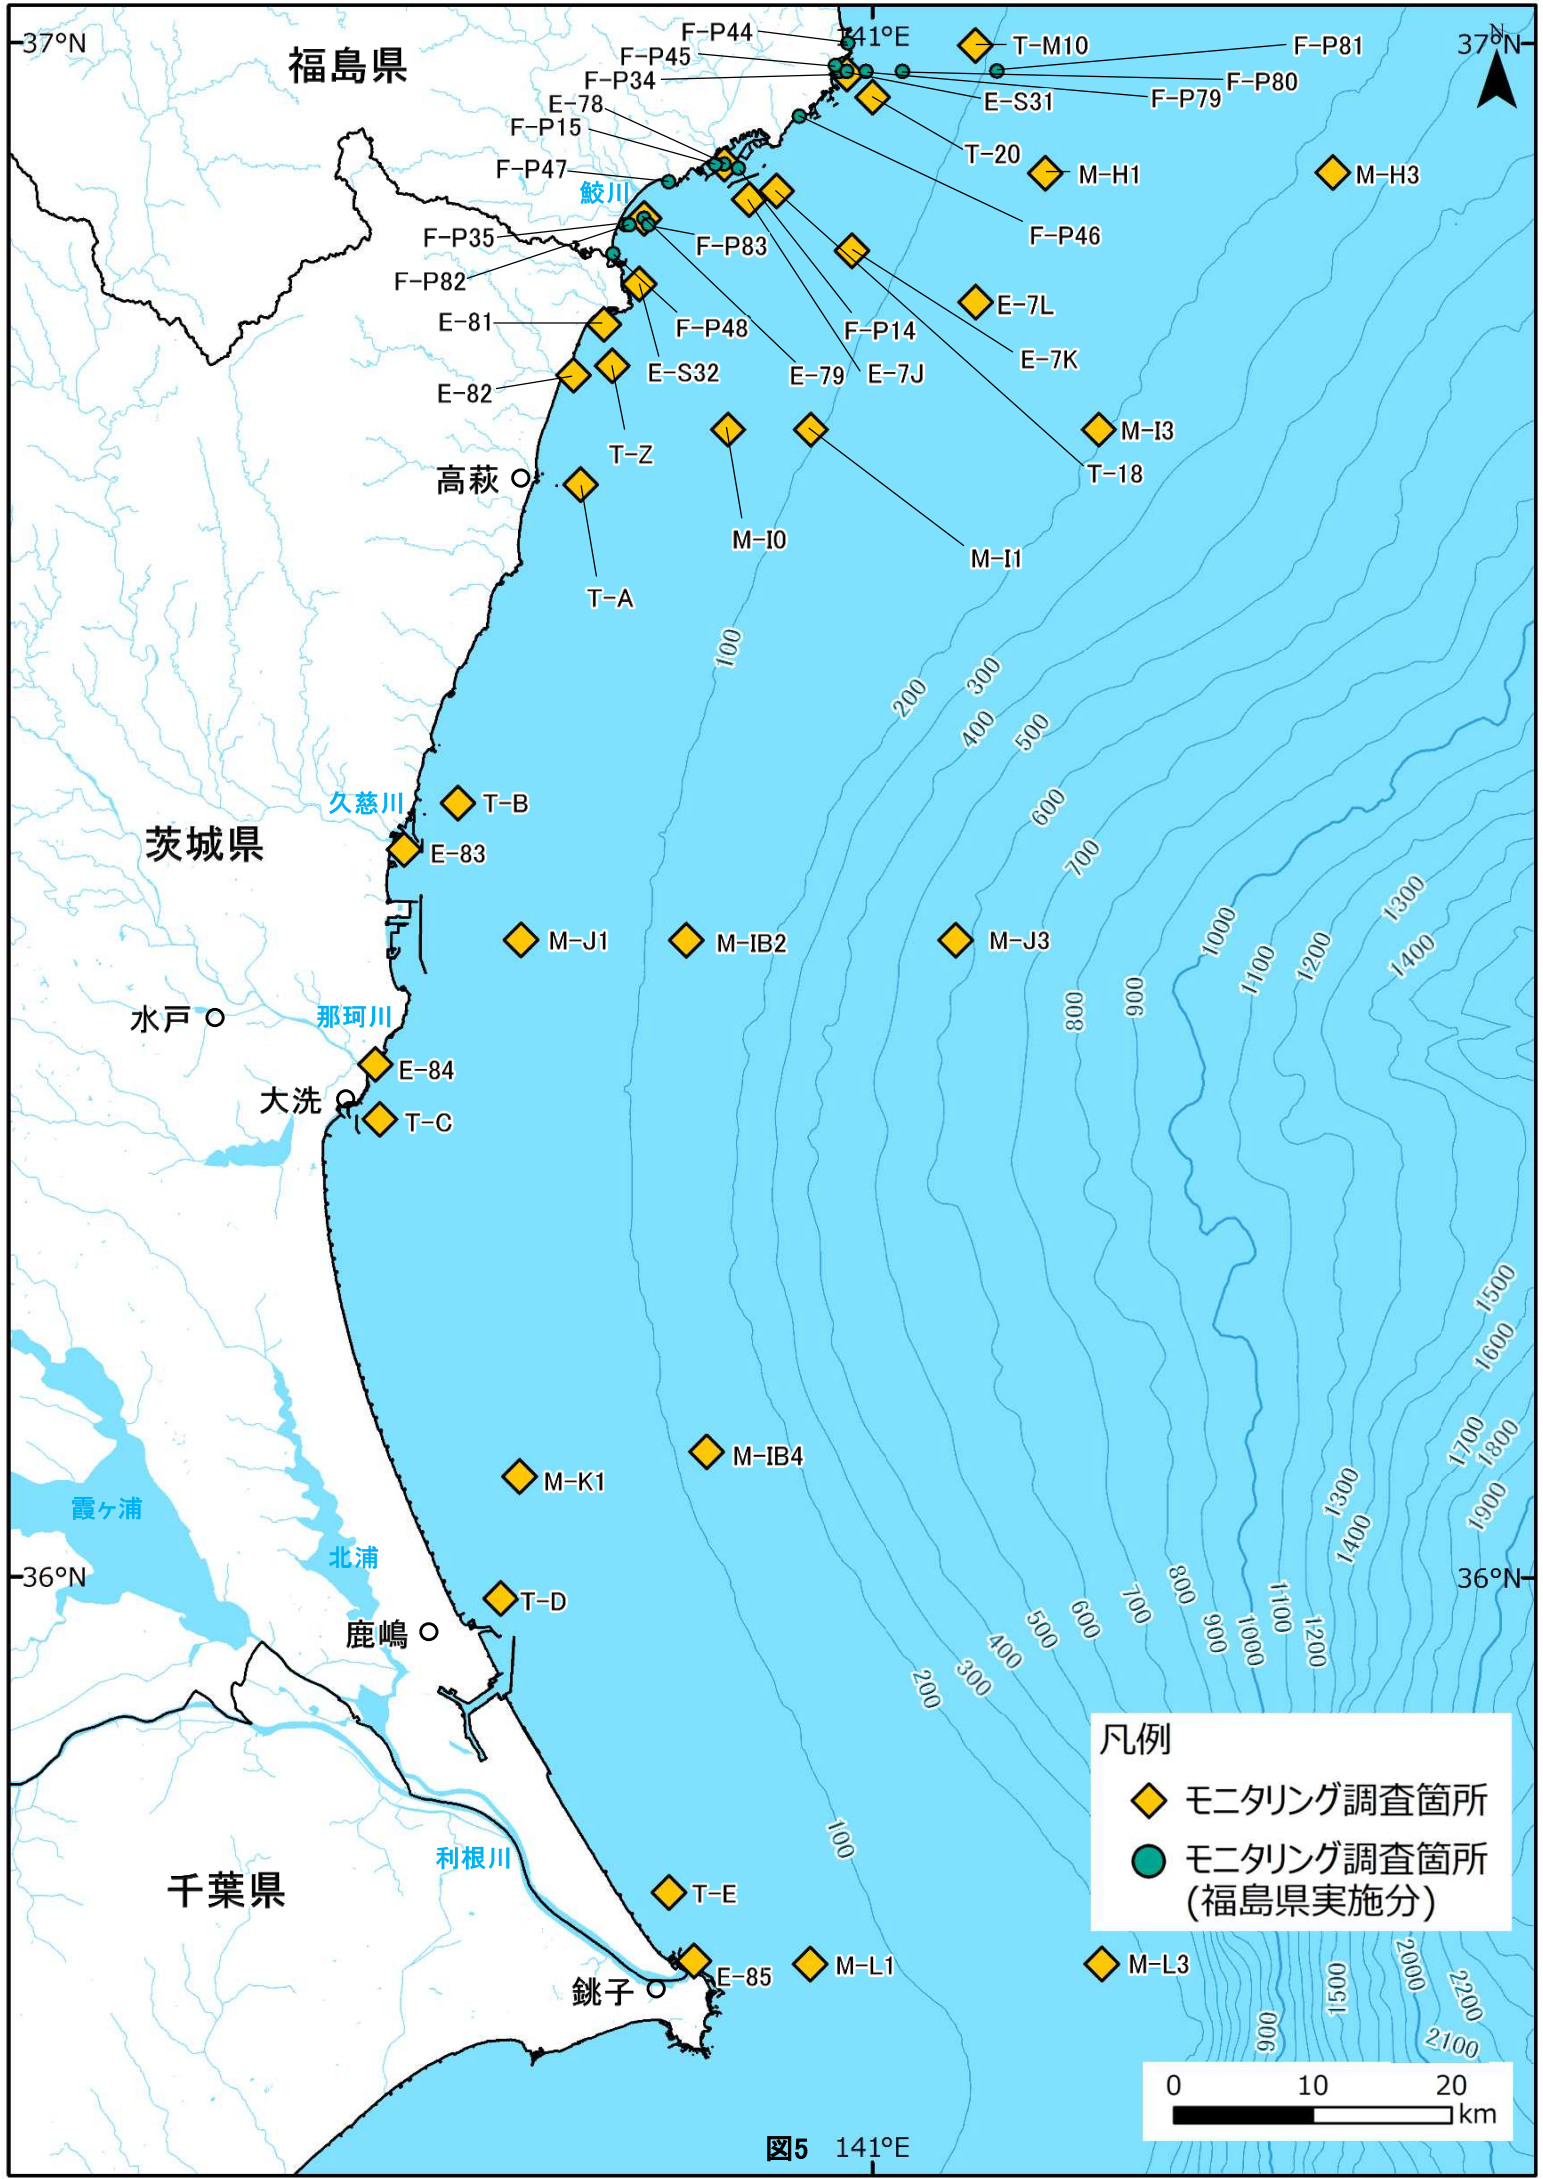 37°N
福島県
F-P44
141°E
T-M10
37°N
N
F-P45
F-P81
F-P34
F-P80
E-78
E-S31
F-P79
F-P15
T-20
F-P47
M-H1
M-H3
鮫川
F-P35
F-P83
F-P46
F-P82
E-7L
E-81
F-P48
F-P14
E-7K
E-S32
E-79
E-7J
E-82
M-I3
T-Z
T-18
高萩
M-I0
M-I1
T-A
100
200
300
400
500
久慈川
T-B
600
茨城県
E-83
700
1300
M-J1
M-IB2
M-J3
1000
1100
1200
1400
800
900
水戸
那珂川
E-84
大洗
T-C
1500
1600
M-IB4
1700
1800
M-K1
霞ヶ浦
1300
1900
1400
北浦
36°N
36°N
T-D
鹿嶋
200
300
400
500
600
700
800
900
1000
1100
1200
凡例
モニタリング調査箇所
モニタリング調査箇所
(福島県実施分)
100
利根川
千葉県
T-E
E-85
M-L1
M-L3
銚子
900
1500
2000
2200
2100
0 10 20
km
図5
141°E